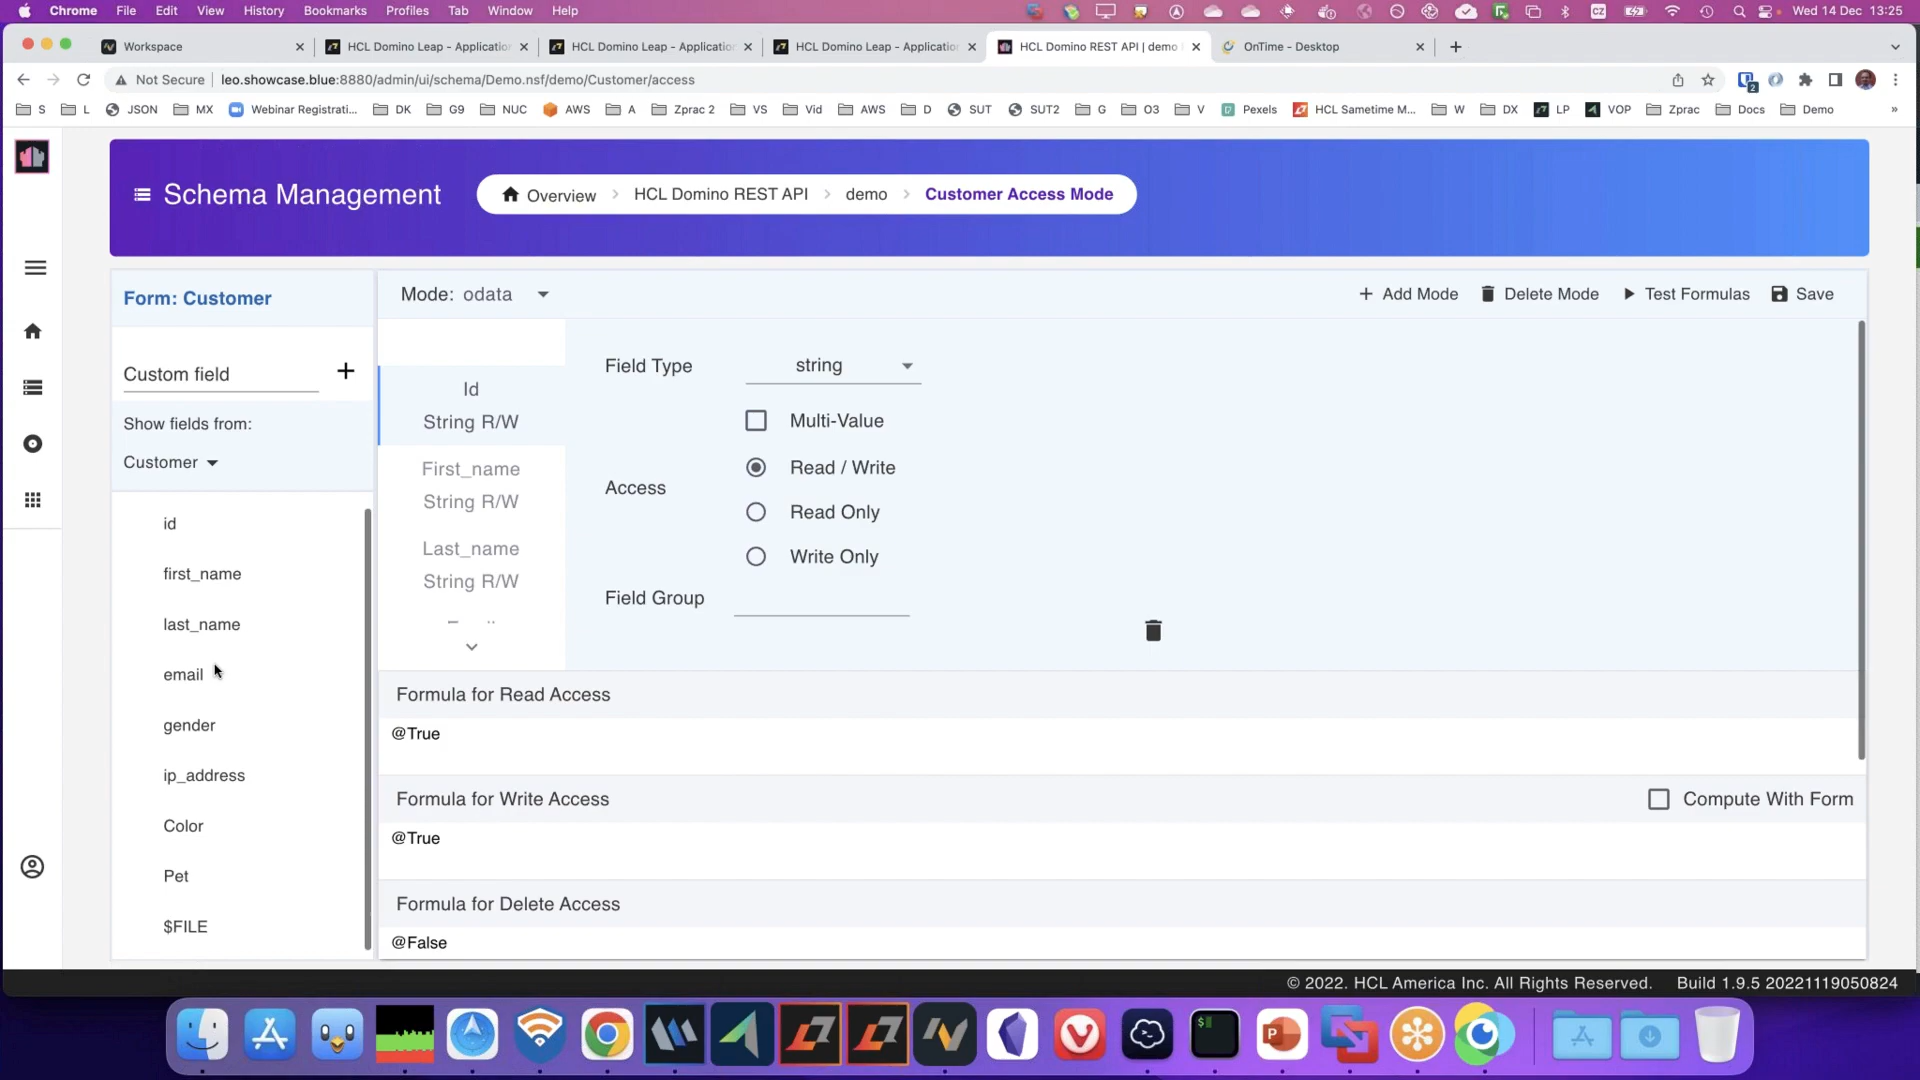 Chrome File Edit View History Bookmarks Profiles Tab Window Help
CZ Wed 14 Dec 13:25
Workspace
HCL Domino Leap - Application
HCL Domino Leap - Application
HCL Domino Leap - Application
HCL Domino REST API | demo
OnTime - Desktop
Not Secure leo.showcase.blue:8880/admin/ui/schema/Demo.nsf/demo/Customer/access
2
S L JSON MX Webinar Registrati... DK G9 NUC AWS A Zprac 2 VS Vid AWS D SUT SUT2 G O3 V Pexels HCL Sametime M... W DX LP VOP Zprac Docs Demo »
Schema Management
Overview > HCL Domino REST API > demo > Customer Access Mode
Form: Customer
Mode: odata
+ Add Mode Delete Mode Test Formulas Save
Custom field +
Show fields from:
Customer
id
first_name
last_name
email
gender
ip_address
Color
Pet
$FILE
Id
String R/W
First_name
String R/W
Last_name
String R/W
Field Type string
Multi-Value
Access
Read / Write
Read Only
Write Only
Field Group
Formula for Read Access
@True
Formula for Write Access
Compute With Form
@True
Formula for Delete Access
@False
© 2022. HCL America Inc. All Rights Reserved. Build 1.9.5 20221119050824